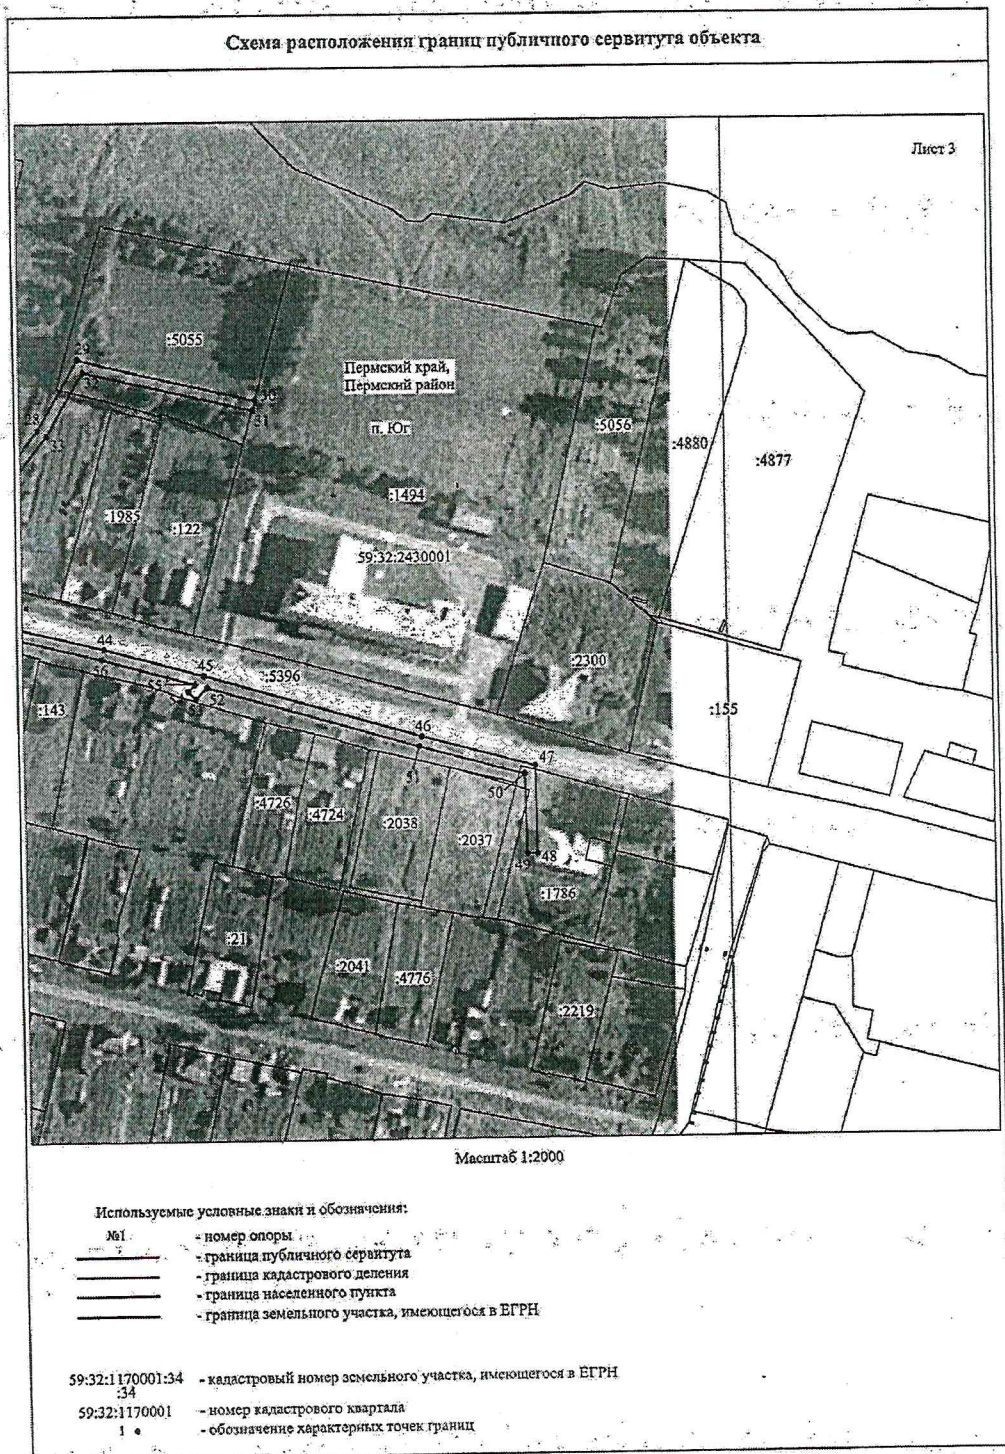 Схема расположения границ публичного сервитута объекта
Лист 3
:5055
29
32
30
31
28
33
Пермский край,
Пермский район
п. Юг
:5056
:4880
:4877
:1494
:1985
:122
59:32:2430001
44
56
45
55
52
53
:5396
:2300
:143
:155
46
51
47
50
:4726
:4724
:2038
:2037
49
48
:1786
:21
:2041
:4776
:2219
Масштаб 1:2000
Используемые условные знаки и обозначения:
№1 - номер опоры
- граница публичного сервитута
- граница кадастрового деления
- граница населенного пункта
- граница земельного участка, имеющегося в ЕГРН
59:32:1170001:34 - кадастровый номер земельного участка, имеющегося в ЕГРН
:34
59:32:1170001 - номер кадастрового квартала
1 - обозначение характерных точек границ